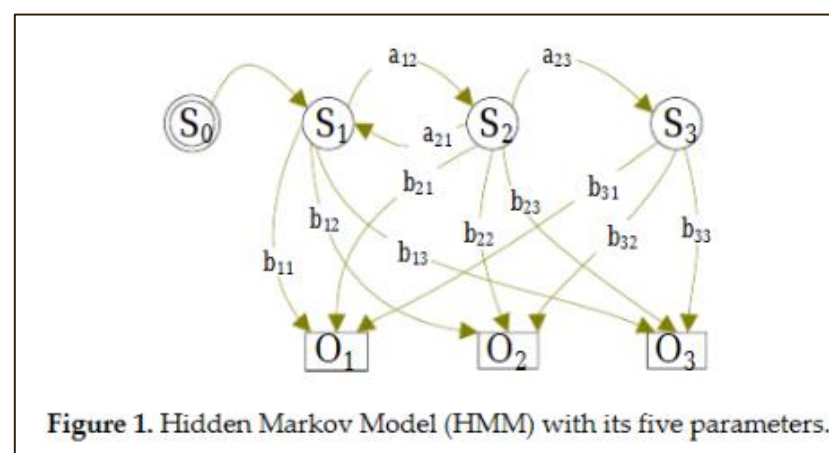 a₁₂ a₂₃
S₀ S₁ S₂ S₃
a₂₁
b₂₁ b₃₁
b₁₂ b₂₃
b₂₂ b₃₂ b₃₃
b₁₁ b₁₃
O₁ O₂ O₃
Figure 1. Hidden Markov Model (HMM) with its five parameters.